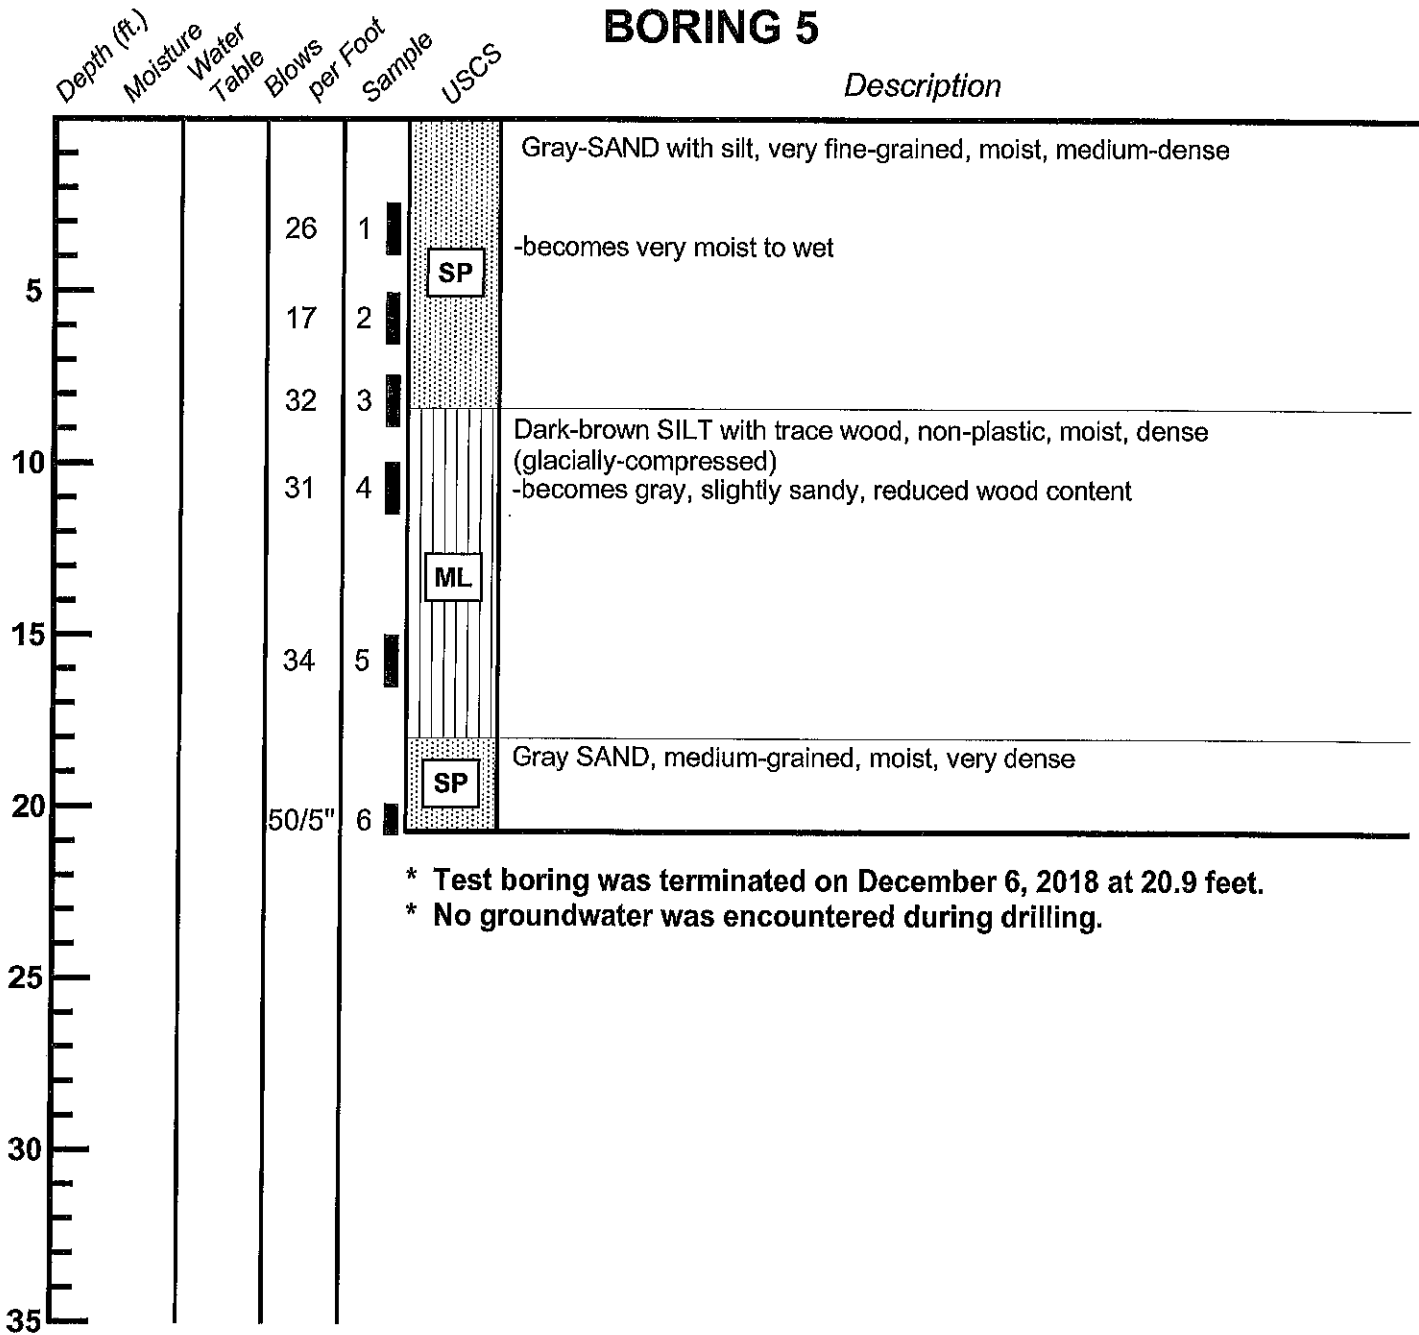 BORING 5
Depth (ft.)
Moisture
Water
Table
Blows
per Foot
Sample
USCS
Description
Gray-SAND with silt, very fine-grained, moist, medium-dense
26 1
-becomes very moist to wet
SP
5
17 2
32 3
Dark-brown SILT with trace wood, non-plastic, moist, dense
(glacially-compressed)
10
31 4
-becomes gray, slightly sandy, reduced wood content
ML
15
34 5
Gray SAND, medium-grained, moist, very dense
SP
20
50/5" 6
* Test boring was terminated on December 6, 2018 at 20.9 feet.
* No groundwater was encountered during drilling.
25
30
35